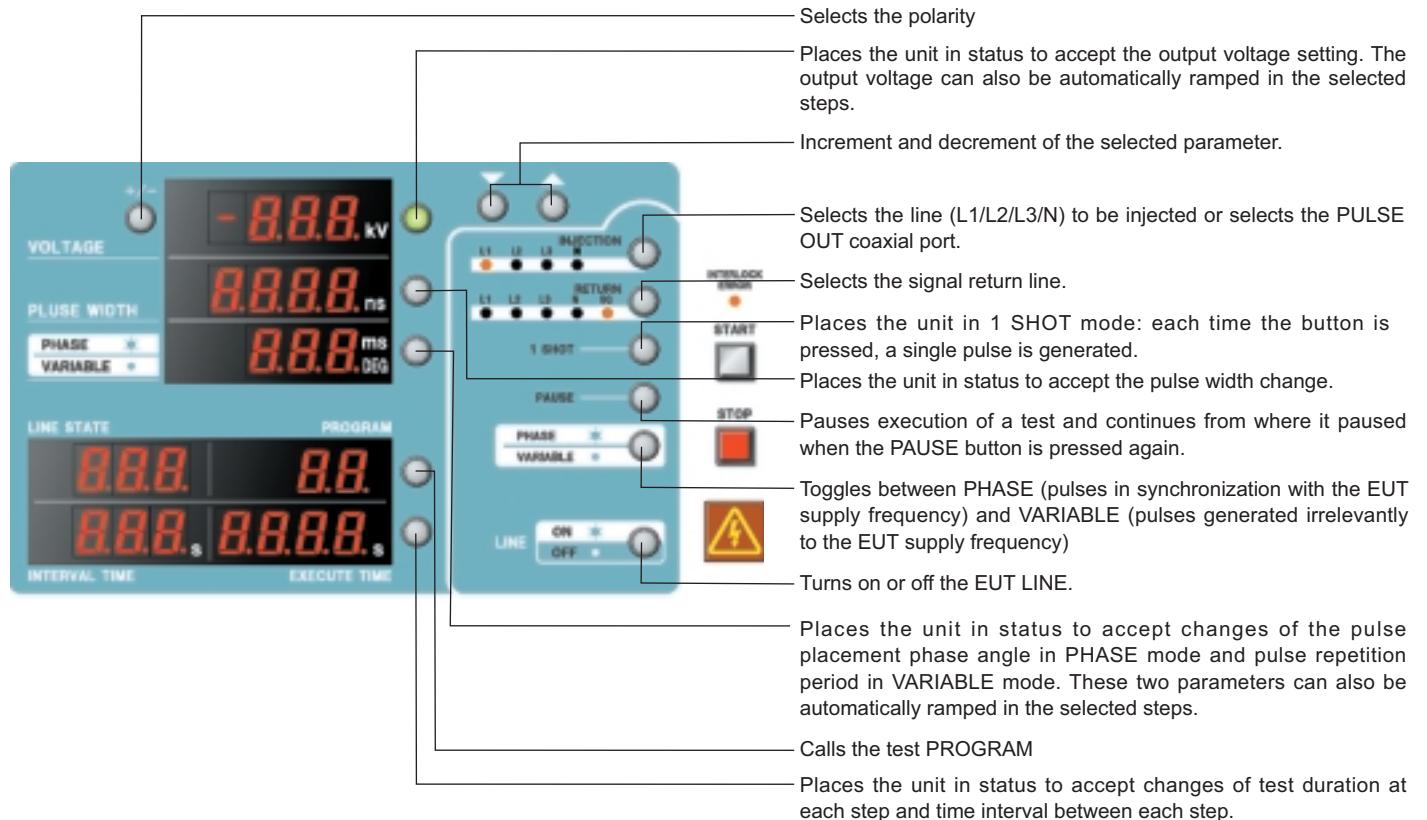 Selects the polarity
Places the unit in status to accept the output voltage setting. The
output voltage can also be automatically ramped in the selected
steps.
Increment and decrement of the selected parameter.
Selects the line (L1/L2/L3/N) to be injected or selects the PULSE
OUT coaxial port.
Selects the signal return line.
Places the unit in 1 SHOT mode: each time the button is
pressed, a single pulse is generated.
Places the unit in status to accept the pulse width change.
Pauses execution of a test and continues from where it paused
when the PAUSE button is pressed again.
Toggles between PHASE (pulses in synchronization with the EUT
supply frequency) and VARIABLE (pulses generated irrelevantly
to the EUT supply frequency)
Turns on or off the EUT LINE.
Places the unit in status to accept changes of the pulse
placement phase angle in PHASE mode and pulse repetition
period in VARIABLE mode. These two parameters can also be
automatically ramped in the selected steps.
Calls the test PROGRAM
Places the unit in status to accept changes of test duration at
each step and time interval between each step.
+/−
VOLTAGE
-8.8.8. kV
PLUSE WIDTH
8.8.8.8. ns
PHASE
VARIABLE
8.8.8. ms
DEG
LINE STATE PROGRAM
8.8.8. 8.8.
8.8.8. s 8.8.8.8. s
INTERVAL TIME EXECUTE TIME
INJECTION
L1 L2 L3 N
RETURN
L1 L2 L3 N SG
1 SHOT
PAUSE
PHASE
VARIABLE
LINE ON
OFF
INTERLOCK
ERROR
START
STOP